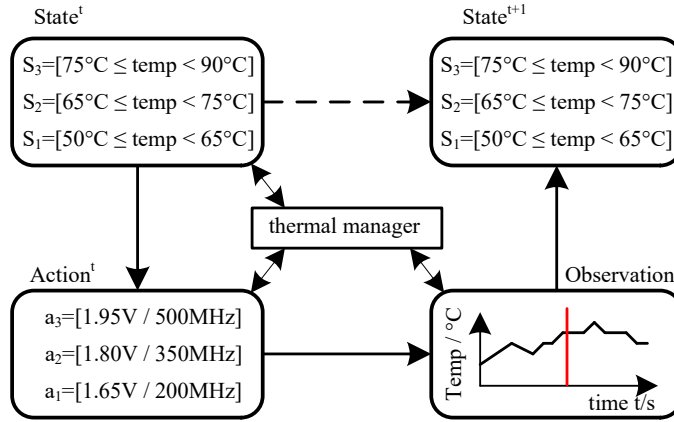 State^t
S₃=[75°C ≤ temp < 90°C]
S₂=[65°C ≤ temp < 75°C]
S₁=[50°C ≤ temp < 65°C]
State^{t+1}
S₃=[75°C ≤ temp < 90°C]
S₂=[65°C ≤ temp < 75°C]
S₁=[50°C ≤ temp < 65°C]
thermal manager
Action^t
a₃=[1.95V / 500MHz]
a₂=[1.80V / 350MHz]
a₁=[1.65V / 200MHz]
Observation
Temp / °C
time t/s